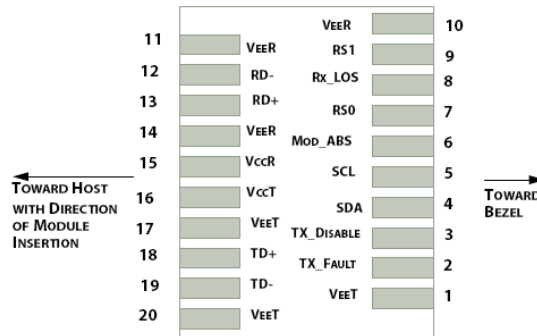 11 VEER
12 RD-
13 RD+
14 VEER
15 VCCR
16 VCCT
17 VEET
18 TD+
19 TD-
20 VEET
TOWARD HOST
WITH DIRECTION
OF MODULE
INSERTION
VEER 10
RS1 9
RX_LOS 8
RS0 7
MOD_ABS 6
SCL 5
SDA 4
TX_DISABLE 3
TX_FAULT 2
VEET 1
TOWARD
BEZEL